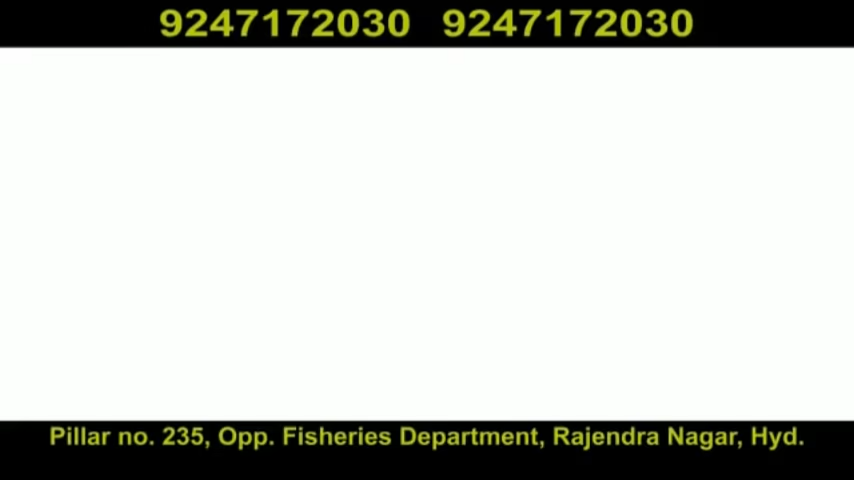 9247172030 9247172030
Pillar no. 235, Opp. Fisheries Department, Rajendra Nagar, Hyd.